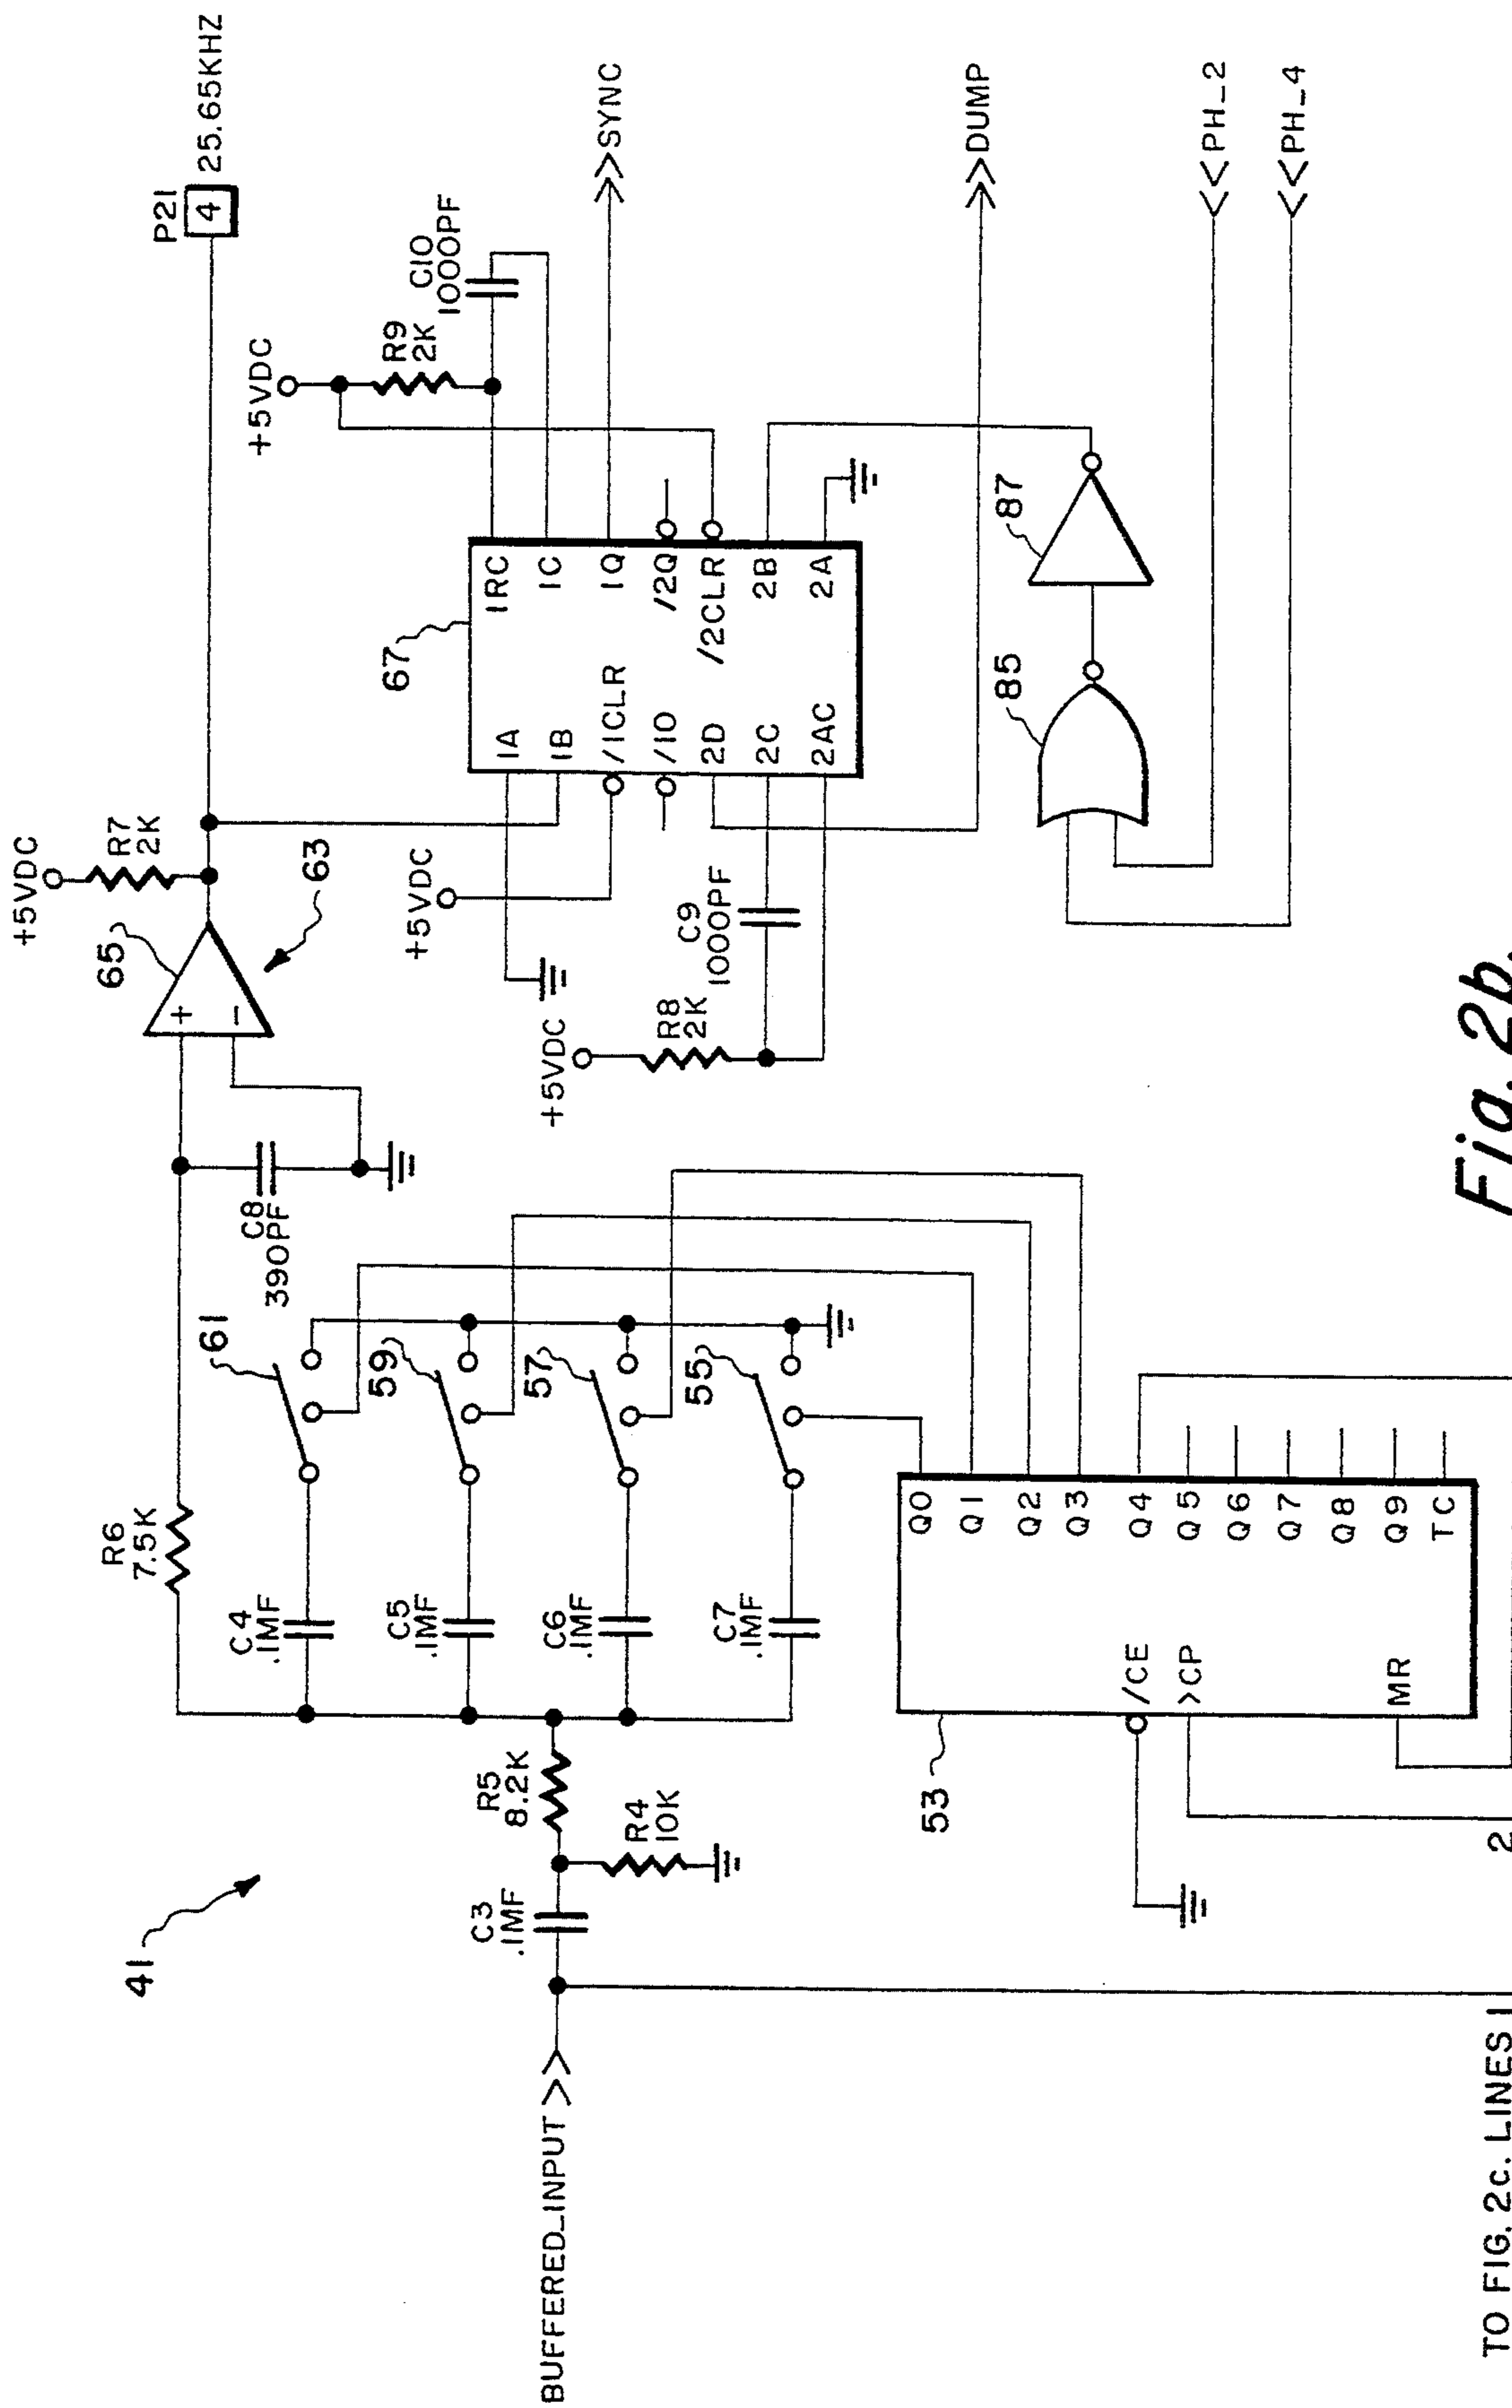 41
BUFFERED_INPUT >>
C3
.1MF
R4
10K
R5
8.2K
R6
7.5K
C4
.1MF
C5
.1MF
C6
.1MF
C7
.1MF
61
59
57
55
C8
390PF
+
-
65
63
+5VDC
R7
2K
P21
4
25.65KHZ
67
1A
1B
/1CLR
/1O
2D
2C
2AC
1RC
1C
1Q
/2Q
/2CLR
2B
2A
+5VDC
+5VDC
R8
2K
C9
1000PF
+5VDC
R9
2K
C10
1000PF
>>SYNC
>>DUMP
85
87
<<PH_2
<<PH_4
53
/CE
>CP
MR
Q0
Q1
Q2
Q3
Q4
Q5
Q6
Q7
Q8
Q9
TC
2
TO FIG. 2c. LINES 1
Fig. 2b.